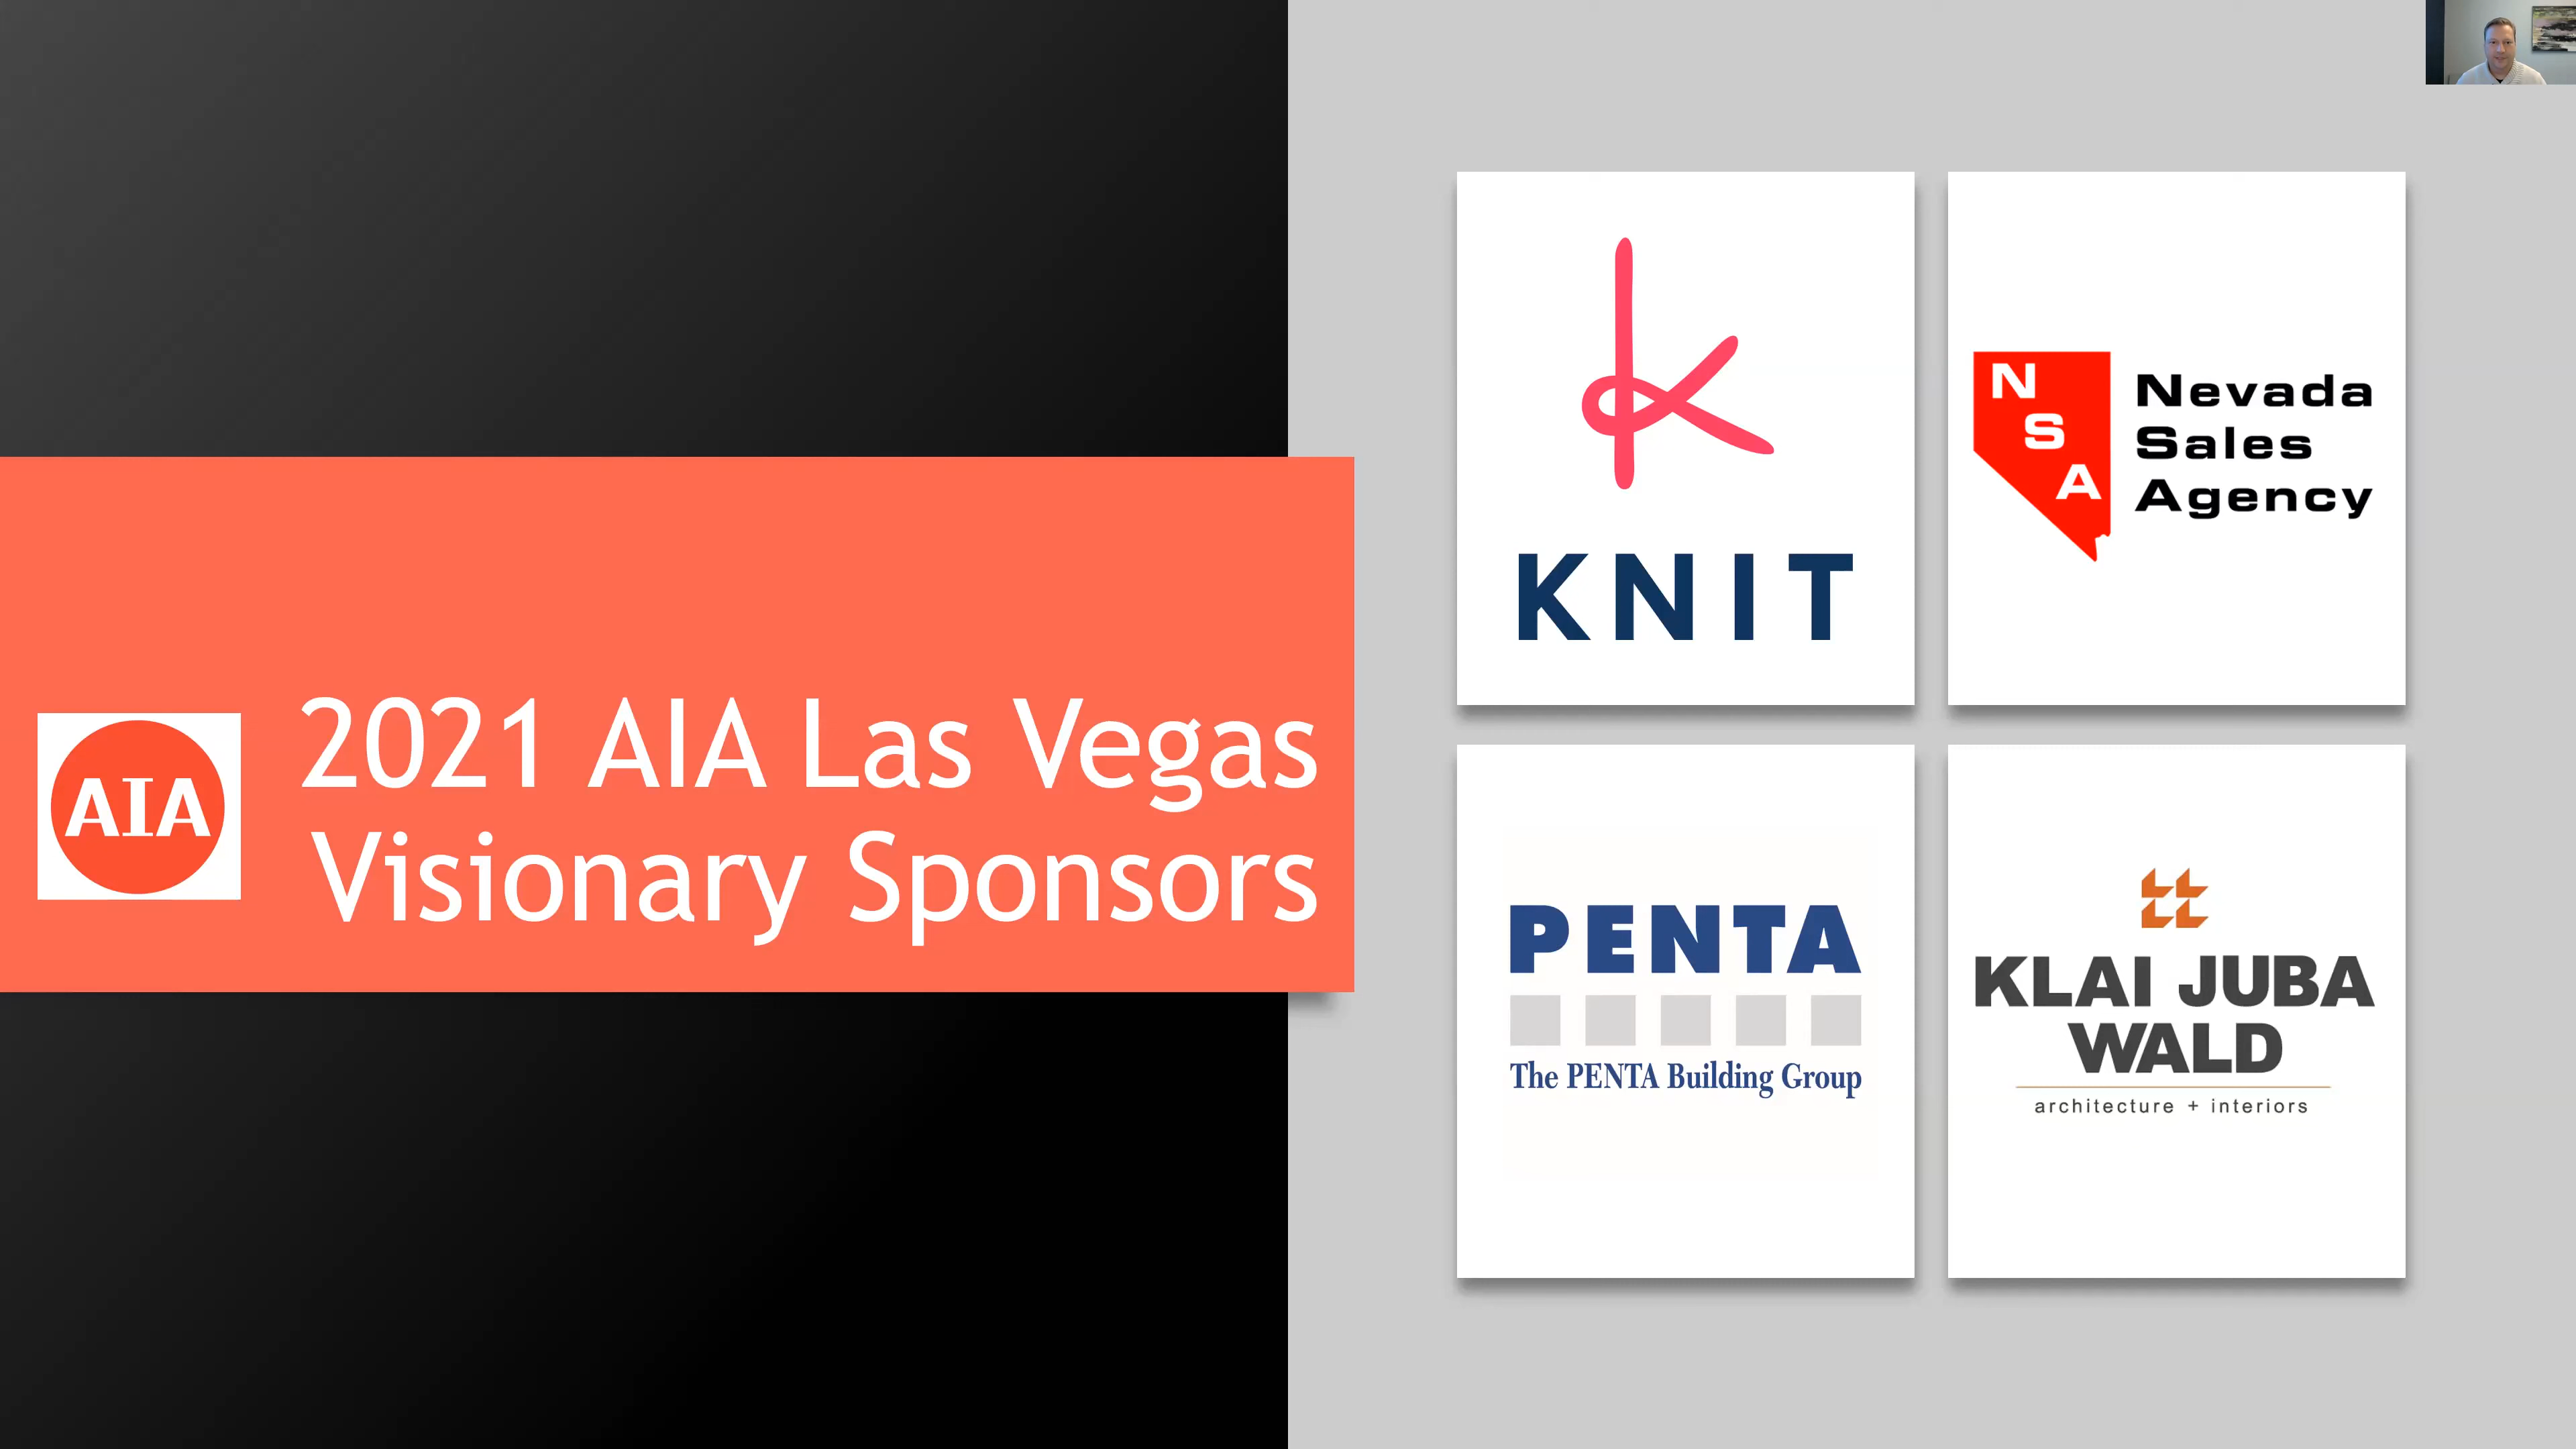 AIA
2021 AIA Las Vegas
Visionary Sponsors
KNIT
N
S
A
Nevada
Sales
Agency
PENTA
The PENTA Building Group
KLAI JUBA
WALD
architecture + interiors